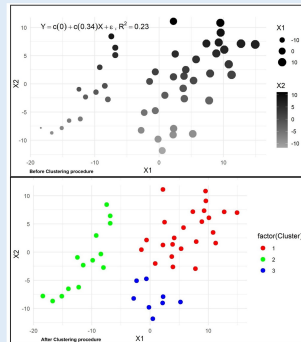 Y = c(0) + c(0.34)X + ε, R² = 0.23
10
5
0
-5
-10
X2
-20
-10
0
10
X1
Before Clustering procedure
X1
-10
0
10
X2
10
5
0
-5
-10
10
5
0
-5
-10
X2
-10
0
10
X1
After Clustering procedure
factor(Cluster)
1
2
3